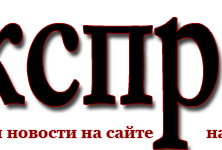 кспр
новости на сайте на